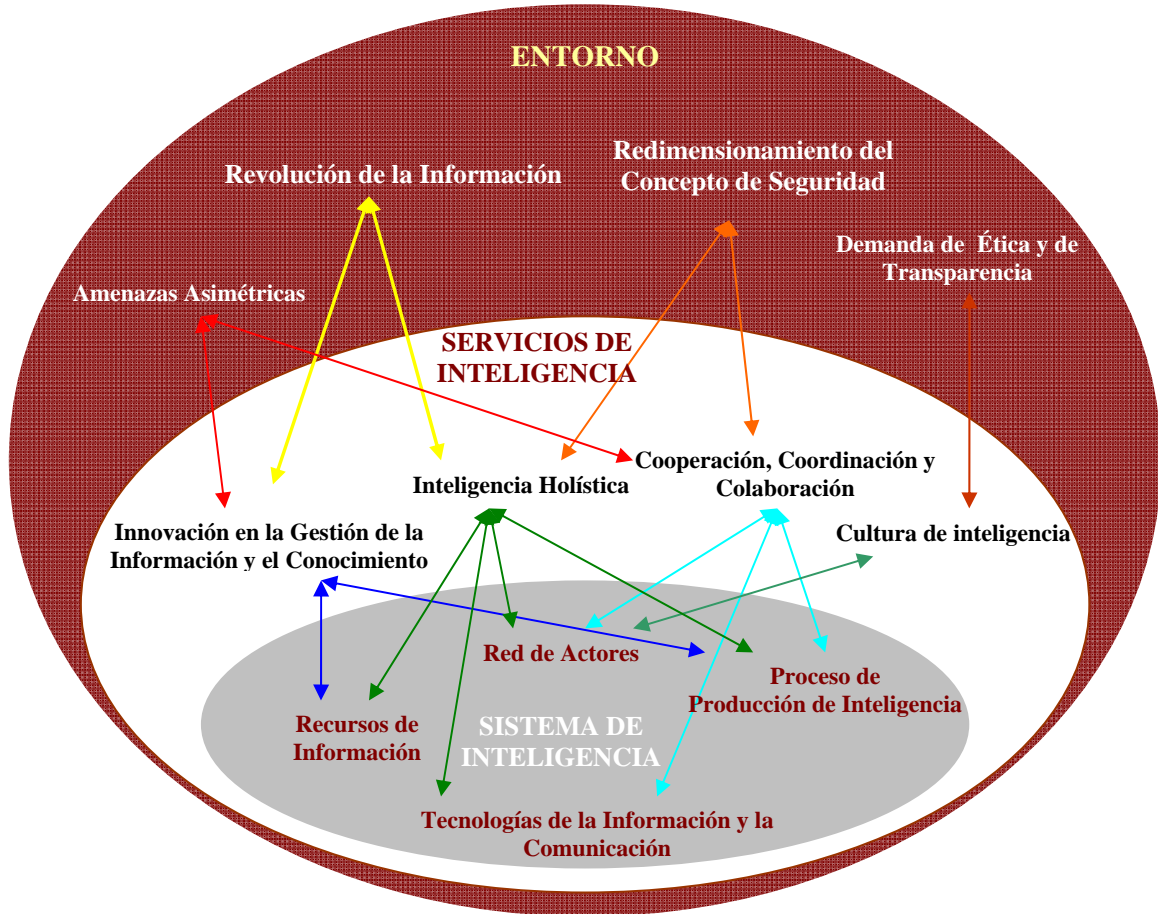 ENTORNO
Revolución de la Información
Redimensionamiento del
Concepto de Seguridad
Demanda de Ética y de
Transparencia
Amenazas Asimétricas
SERVICIOS DE
INTELIGENCIA
Inteligencia Holística
Cooperación, Coordinación y
Colaboración
Innovación en la Gestión de la
Información y el Conocimiento
Cultura de inteligencia
Red de Actores
Proceso de
Producción de Inteligencia
Recursos de
Información
SISTEMA DE
INTELIGENCIA
Tecnologías de la Información y la
Comunicación